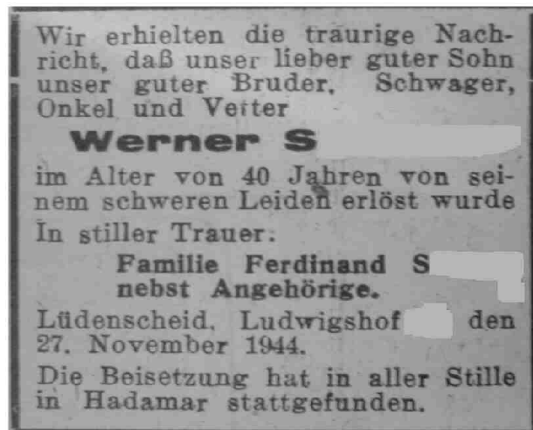 Wir erhielten die traurige Nach-
richt, daß unser lieber guter Sohn
unser guter Bruder, Schwager,
Onkel und Vetter
Werner S
im Alter von 40 Jahren von sei-
nem schweren Leiden erlöst wurde
In stiller Trauer:
Familie Ferdinand S
nebst Angehörige.
Lüdenscheid, Ludwigshof den
27. November 1944.
Die Beisetzung hat in aller Stille
in Hadamar stattgefunden.